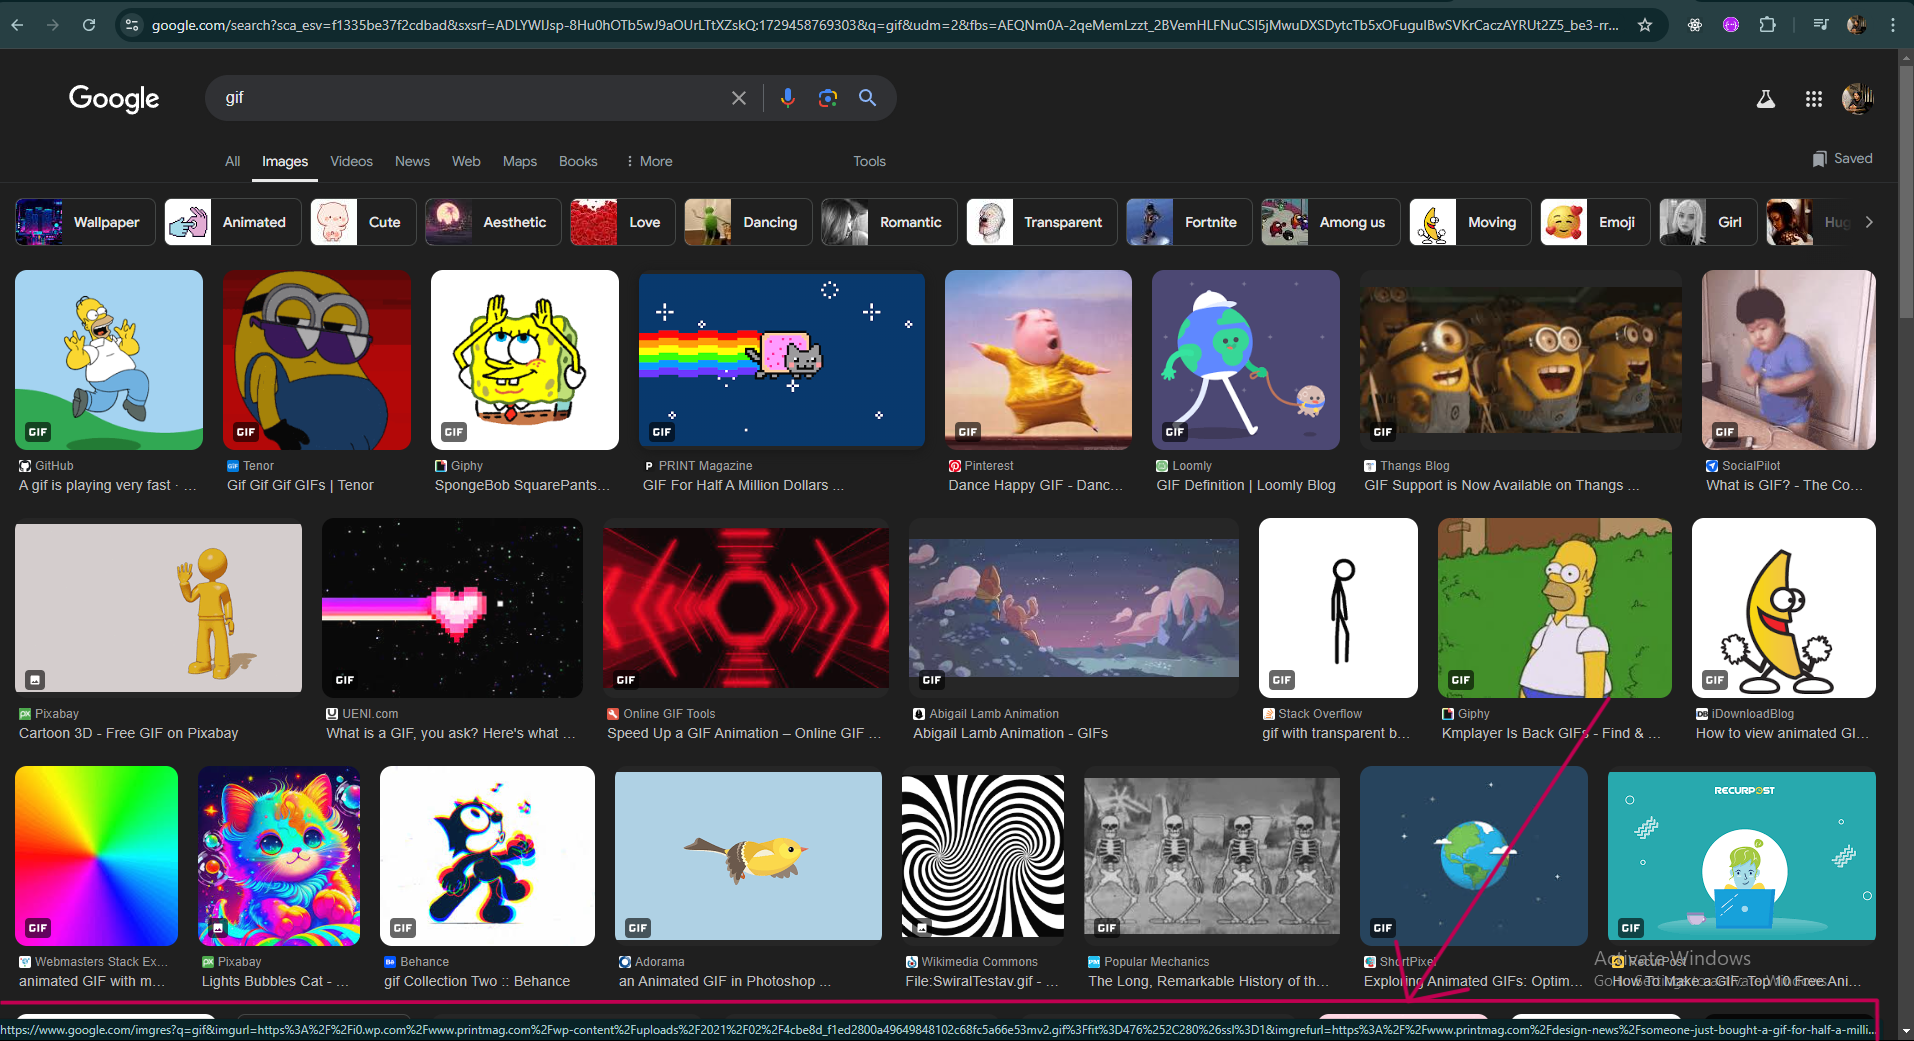 google.com/search?sca_esv=f1335be37f2cdbad&sxsrf=ADLYWIJsp-8Hu0hOTb5wJ9aOUrLTtXZskQ:1729458769303&q=gif&udm=2&fbs=AEQNm0A-2qeMemLzzt_2BVemHLFNuCSI5jMwuDXSDytcTb5xOFuguIBwSVKrCaczAYRUt2Z5_be3-rr...
Google
gif
All Images Videos News Web Maps Books More Tools
Saved
Wallpaper Animated Cute Aesthetic Love Dancing Romantic Transparent Fortnite Among us Moving Emoji Girl Hug
GIF GIF GIF GIF GIF GIF GIF GIF
GitHub Tenor Giphy PRINT Magazine Pinterest Loomly Thangs Blog SocialPilot
A gif is playing very fast · ... Gif Gif Gif GIFs | Tenor SpongeBob SquarePants... GIF For Half A Million Dollars ... Dance Happy GIF - Danc... GIF Definition | Loomly Blog GIF Support is Now Available on Thangs ... What is GIF? - The Co...
GIF GIF GIF GIF GIF GIF
Pixabay UENI.com Online GIF Tools Abigail Lamb Animation Stack Overflow Giphy iDownloadBlog
Cartoon 3D - Free GIF on Pixabay What is a GIF, you ask? Here's what ... Speed Up a GIF Animation – Online GIF ... Abigail Lamb Animation - GIFs gif with transparent b... Kmplayer Is Back GIFs - Find & ... How to view animated GI...
RECURPOST
GIF GIF GIF GIF GIF GIF
Webmasters Stack Ex... Pixabay Behance Adorama Wikimedia Commons Popular Mechanics ShortPixel RecurPost
Activate Windows
animated GIF with m... Lights Bubbles Cat - ... gif Collection Two :: Behance an Animated GIF in Photoshop ... File:SwiralTestav.gif - ... The Long, Remarkable History of th... Exploring Animated GIFs: Optim... How To Make a GIF: Top 10 Free Ani...
Go to Settings to activate Windows.
https://www.google.com/imgres?q=gif&imgurl=https%3A%2F%2Fi0.wp.com%2Fwww.printmag.com%2Fwp-content%2Fuploads%2F2021%2F02%2F4cbe8d_f1ed2800a49649848102c68fc5a66e53mv2.gif%3Ffit%3D476%252C280%26ssl%3D1&imgrefurl=https%3A%2F%2Fwww.printmag.com%2Fdesign-news%2Fsomeone-just-bought-a-gif-for-half-a-milli...